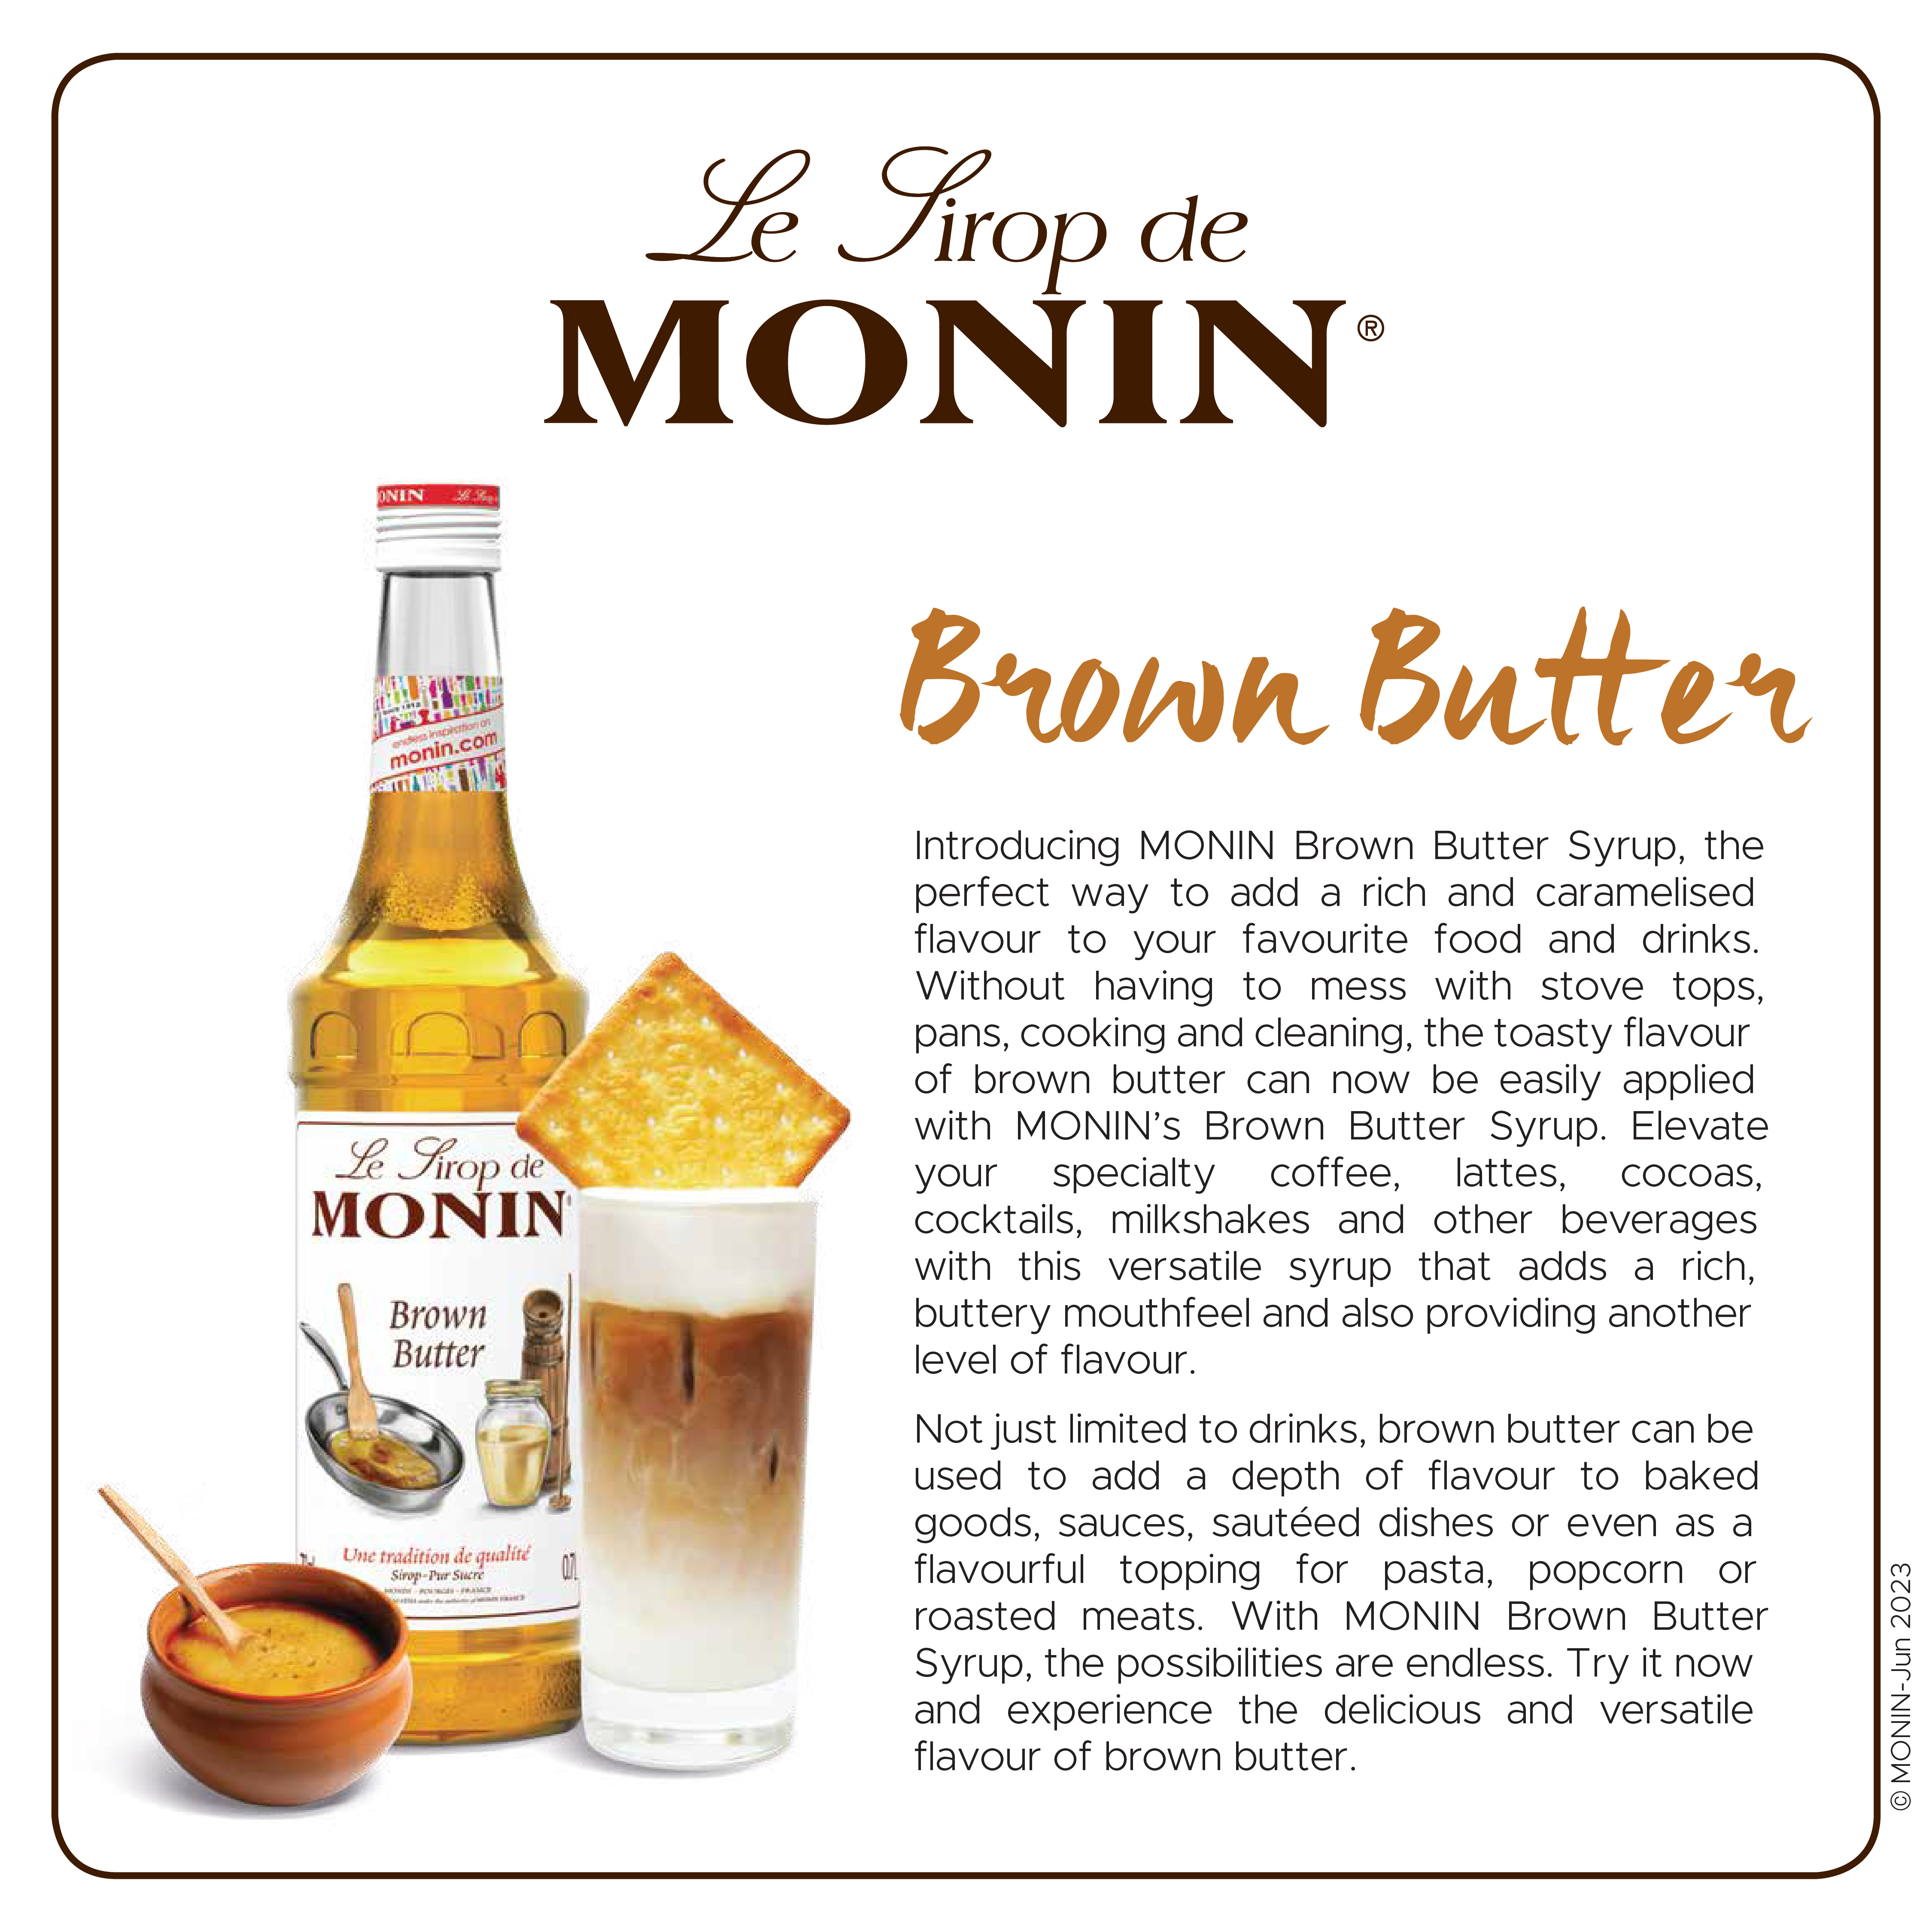 Le Sirop de
MONIN®
Brown Butter
Introducing MONIN Brown Butter Syrup, the
perfect way to add a rich and caramelised
flavour to your favourite food and drinks.
Without having to mess with stove tops,
pans, cooking and cleaning, the toasty flavour
of brown butter can now be easily applied
with MONIN's Brown Butter Syrup. Elevate
your specialty coffee, lattes, cocoas,
cocktails, milkshakes and other beverages
with this versatile syrup that adds a rich,
buttery mouthfeel and also providing another
level of flavour.
Not just limited to drinks, brown butter can be
used to add a depth of flavour to baked
goods, sauces, sautéed dishes or even as a
flavourful topping for pasta, popcorn or
roasted meats. With MONIN Brown Butter
Syrup, the possibilities are endless. Try it now
and experience the delicious and versatile
flavour of brown butter.
ONIN
endless inspiration on
monin.com
Le Sirop de
MONIN
Brown
Butter
Une tradition de qualité
Sirop-Pur Sucre
MONIN - BOURGES - FRANCE
© MONIN-Jun 2023